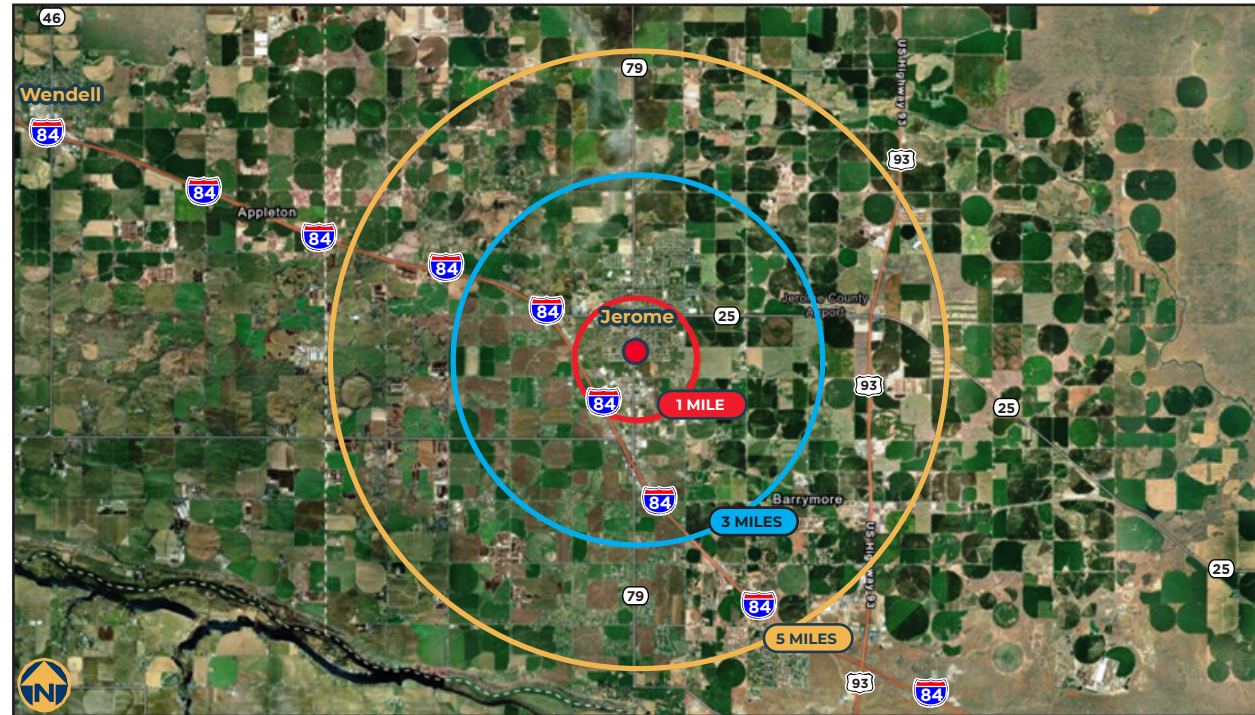 46
79
Wendell
84
US Highway 93
93
84
Appleton
84
84
84
Jerome County
Airport
Jerome
25
93
84
1 MILE
25
84
Barrymore
3 MILES
US Highway 93
25
79
84
5 MILES
93
84
N